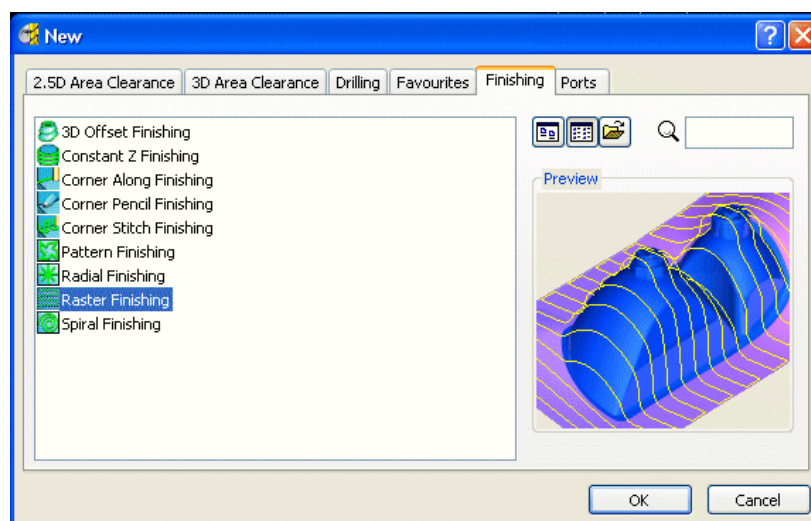 New
2.5D Area Clearance 3D Area Clearance Drilling Favourites Finishing Ports
3D Offset Finishing
Constant Z Finishing
Corner Along Finishing
Corner Pencil Finishing
Corner Stitch Finishing
Pattern Finishing
Radial Finishing
Raster Finishing
Spiral Finishing
Preview
OK Cancel